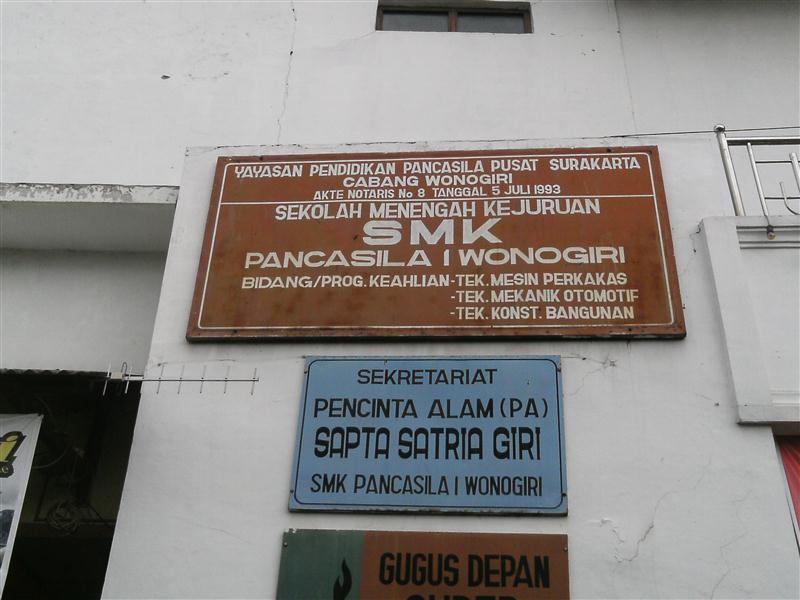 YAYASAN PENDIDIKAN PANCASILA PUSAT SURAKARTA
CABANG WONOGIRI
AKTE NOTARIS No 8 TANGGAL 5 JULI 1993
SEKOLAH MENENGAH KEJURUAN
SMK
PANCASILA I WONOGIRI
BIDANG/PROG. KEAHLIAN-TEK. MESIN PERKAKAS
-TEK. MEKANIK OTOMOTIF
-TEK. KONST. BANGUNAN
SEKRETARIAT
PENCINTA ALAM (PA)
SAPTA SATRIA GIRI
SMK PANCASILA I WONOGIRI
GUGUS DEPAN